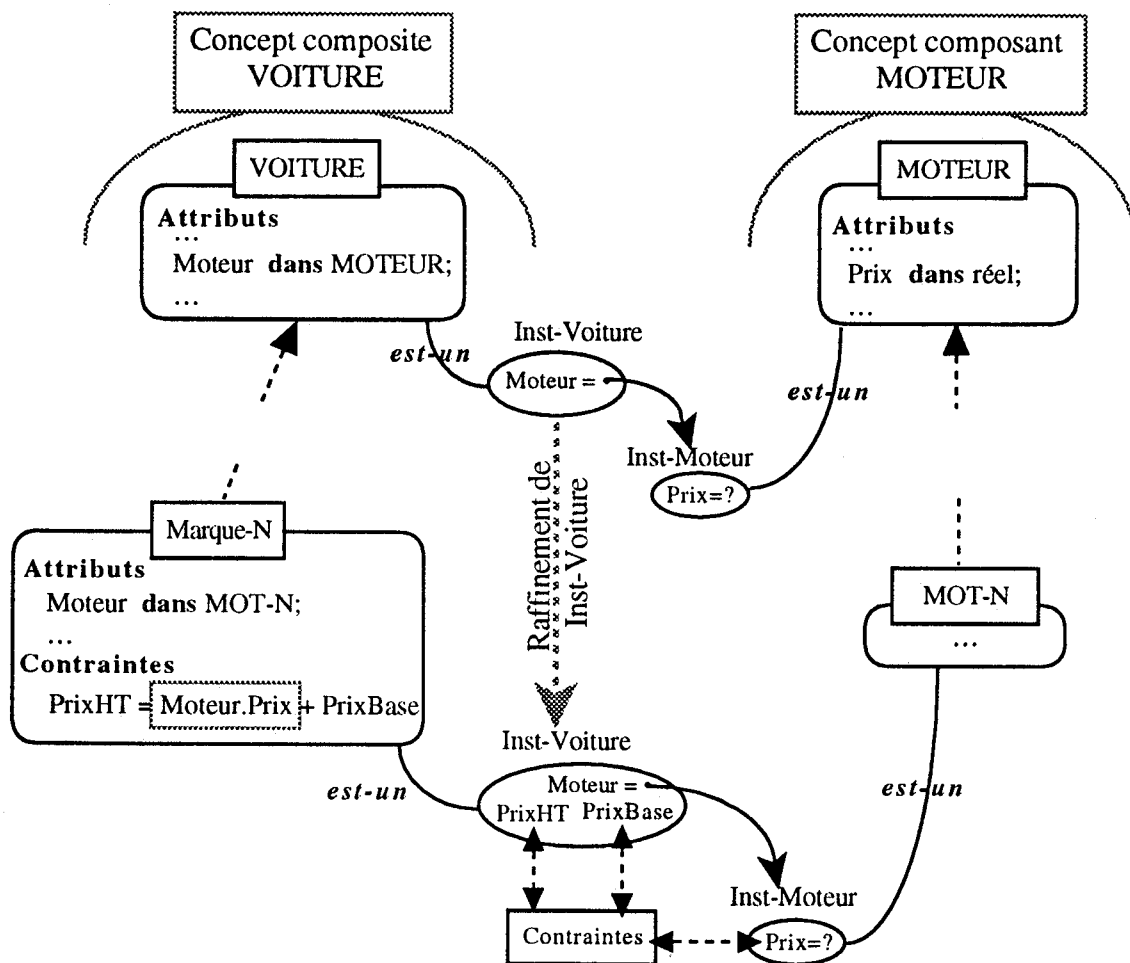 Concept composite
VOITURE
Concept composant
MOTEUR
VOITURE
Attributs
...
Moteur dans MOTEUR;
...
MOTEUR
Attributs
...
Prix dans réel;
...
est-un
Inst-Voiture
Moteur =
est-un
Inst-Moteur
Prix=?
Raffinement de
Inst-Voiture
Marque-N
Attributs
Moteur dans MOT-N;
...
Contraintes
PrixHT = Moteur.Prix + PrixBase
MOT-N
...
Inst-Voiture
est-un
Moteur =
PrixHT PrixBase
est-un
Inst-Moteur
Contraintes
Prix=?